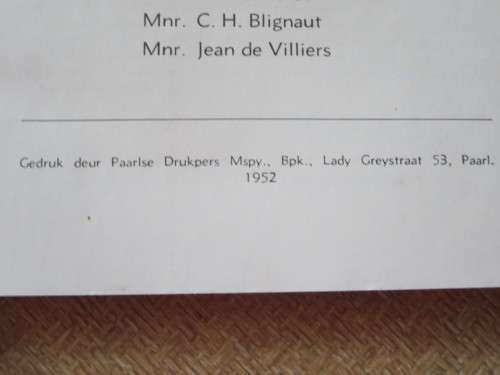 Mnr. C. H. Blignaut
Mnr. Jean de Villiers
Gedruk deur Paarlse Drukpers Mspy., Bpk., Lady Greystraat 53, Paarl.
1952